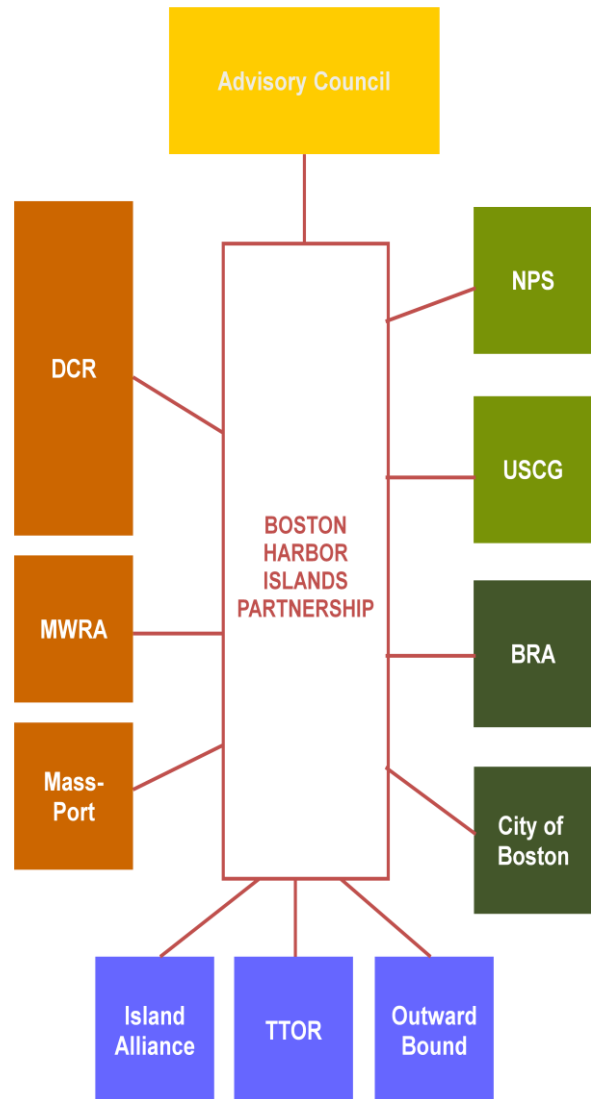 Advisory Council
DCR
MWRA
Mass-
Port
BOSTON
HARBOR
ISLANDS
PARTNERSHIP
NPS
USCG
BRA
City of
Boston
Island
Alliance
TTOR
Outward
Bound